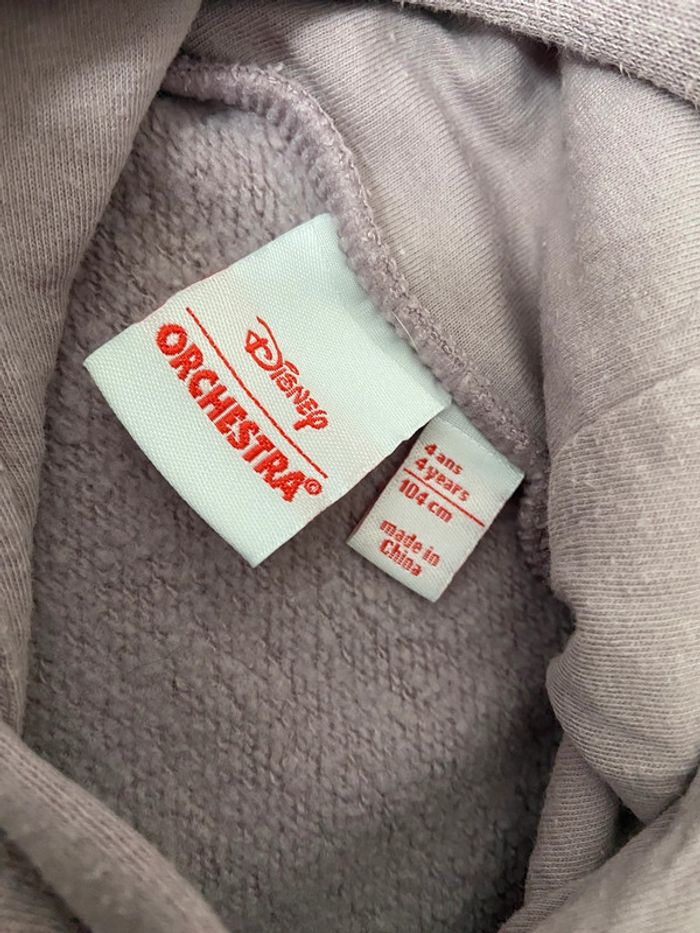 Disney
ORCHESTRA®
4 ans
4 years
104 cm
made in
China